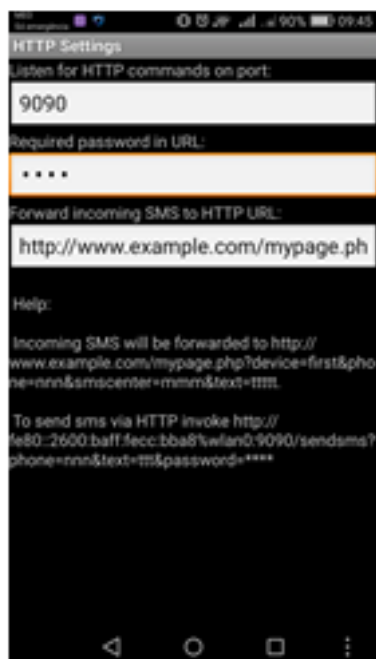 90% 09:45
HTTP Settings
Listen for HTTP commands on port:
9090
Required password in URL:
••••
Forward incoming SMS to HTTP URL:
http://www.example.com/mypage.ph
Help:
Incoming SMS will be forwarded to http://
www.example.com/mypage.php?device=first&pho
ne=nnn&smscenter=mmm&text=ttttt.
To send sms via HTTP invoke http://
fe80::2600:baff:fecc:bba8%wlan0:9090/sendsms?
phone=nnn&text=ttt&password=****